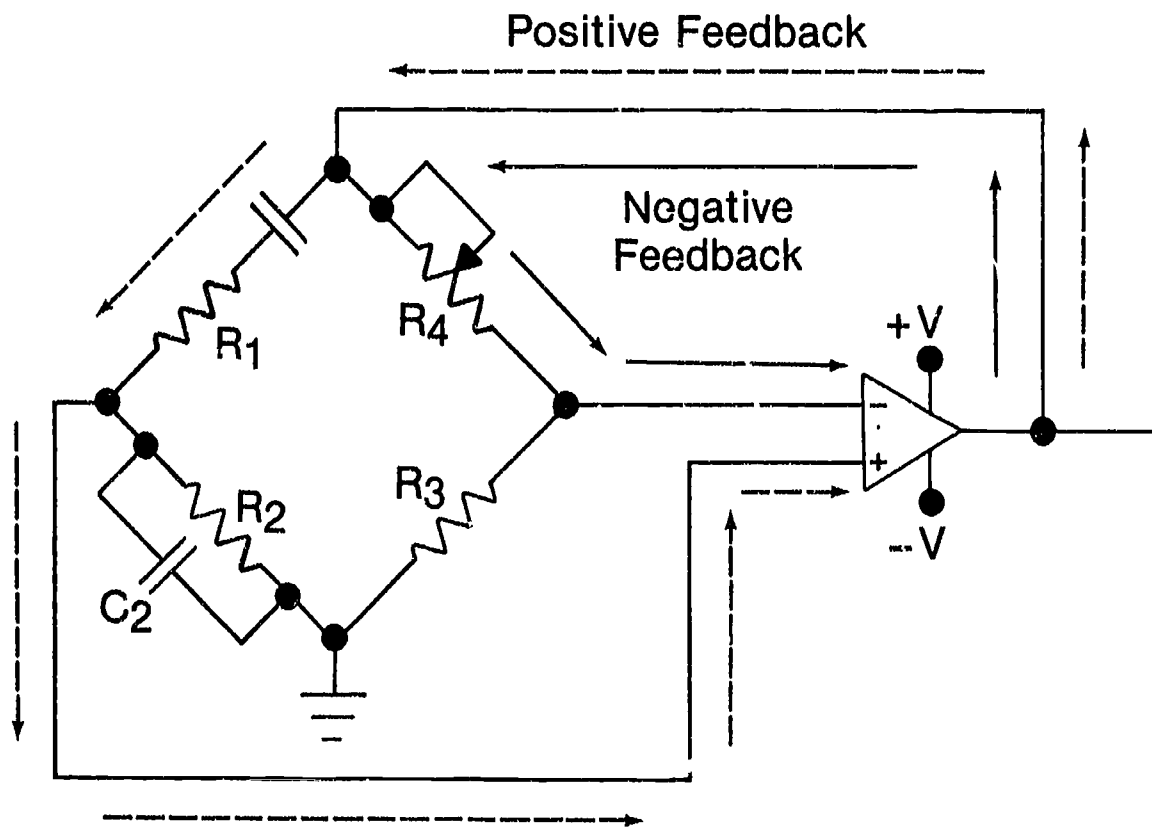 Positive Feedback
Negative
Feedback
R1
R4
+V
−
+
-- V
R2
R3
C2